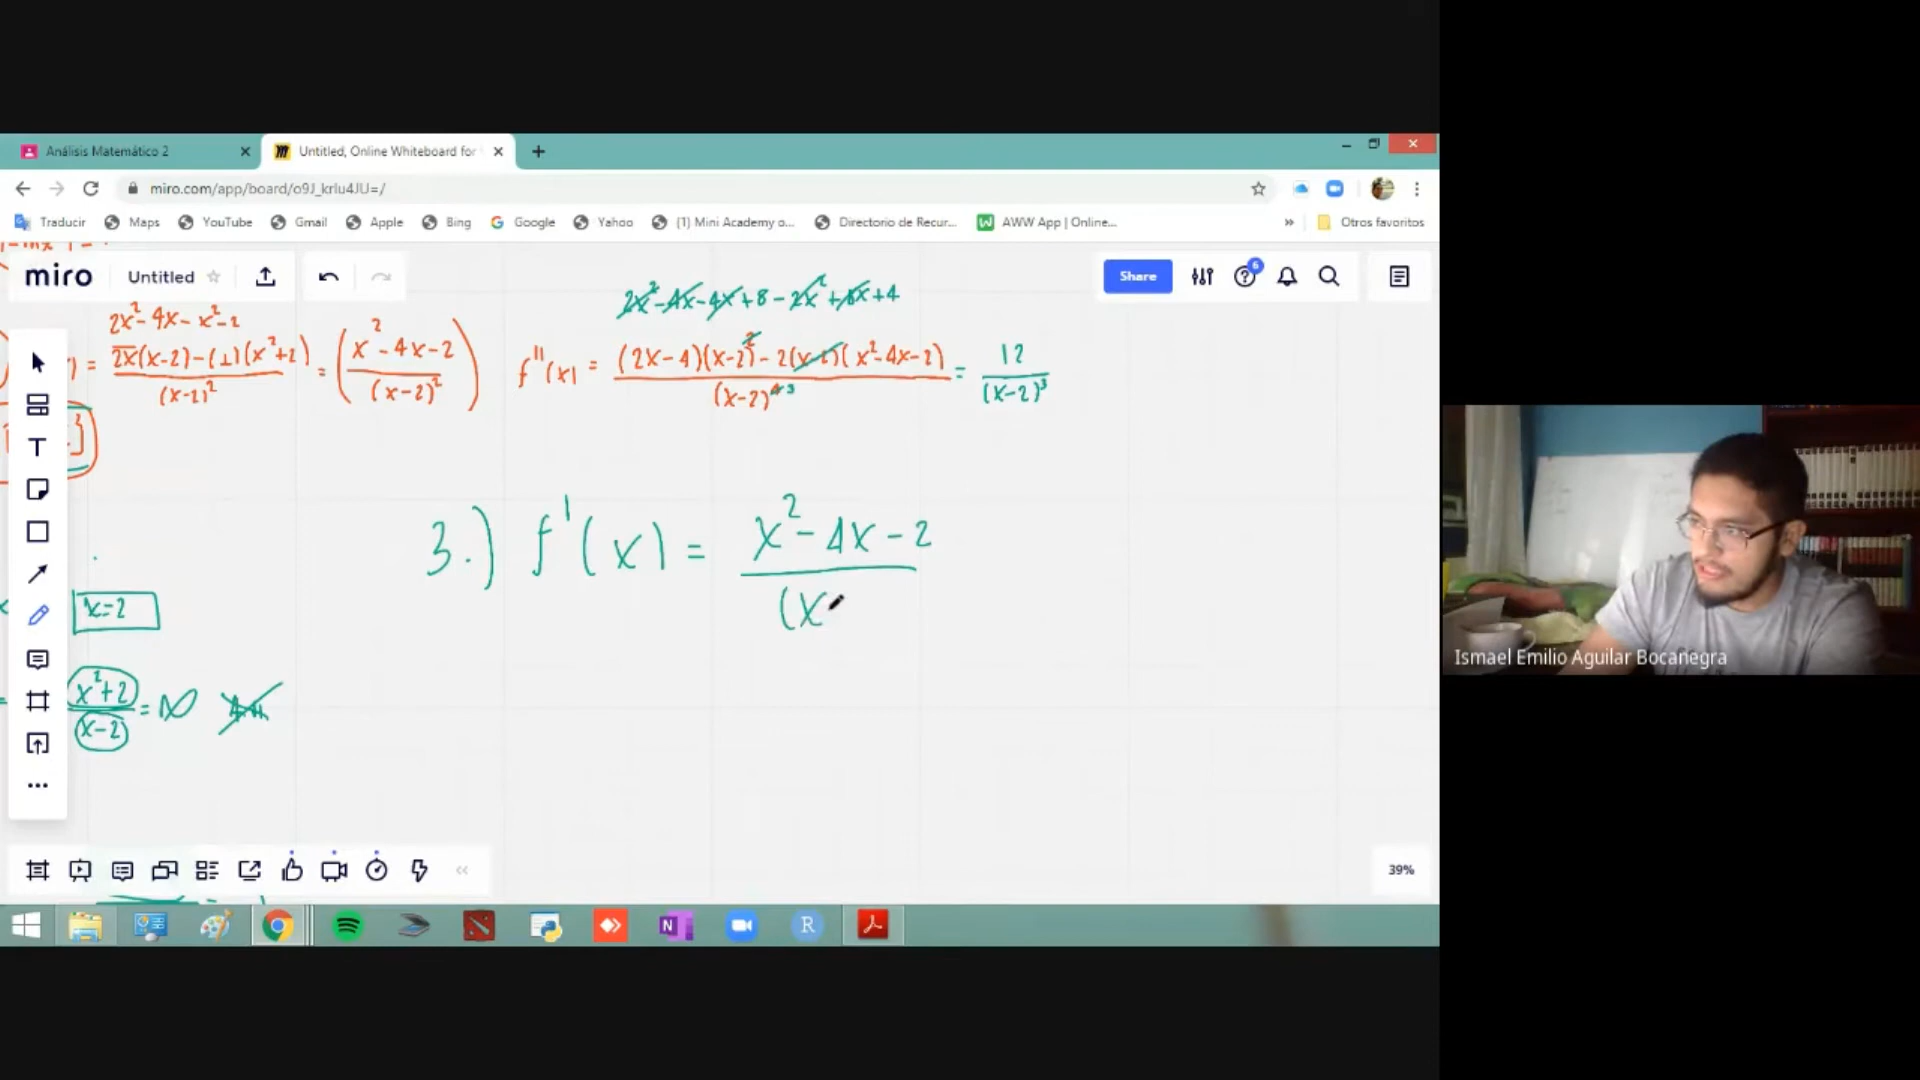 Análisis Matemático 2
Untitled, Online Whiteboard for
miro.com/app/board/o9J_krlu4JU=/
Traducir Maps YouTube Gmail Apple Bing Google Yahoo (1) Mini Academy o... Directorio de Recur... AWW App | Online... » Otros favoritos
miro Untitled
Share 6
2x²-4x-4x+8-2x²+8x+4
2x²-4x-x²-2
= 2x(x-2)-(1)(x²+2) / (x-2)² = (x²-4x-2 / (x-2)²)
f''(x) = (2x-4)(x-2)²-2(x-2)(x²-4x-2) / (x-2)⁴ ³ = 12 / (x-2)³
3.) f'(x) = x²-4x-2
(x
x=2
x²+2 / x-2 = ∞
39%
Ismael Emilio Aguilar Bocanegra